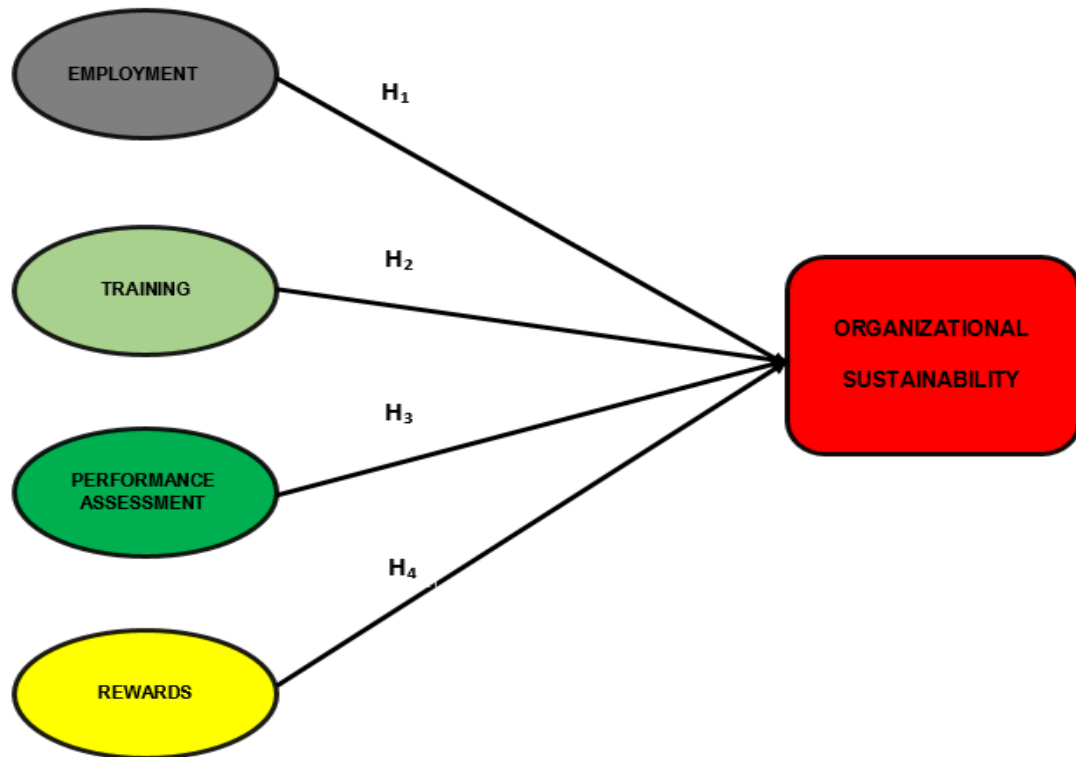 EMPLOYMENT
H₁
TRAINING
H₂
ORGANIZATIONAL
SUSTAINABILITY
PERFORMANCE
ASSESSMENT
H₃
REWARDS
H₄